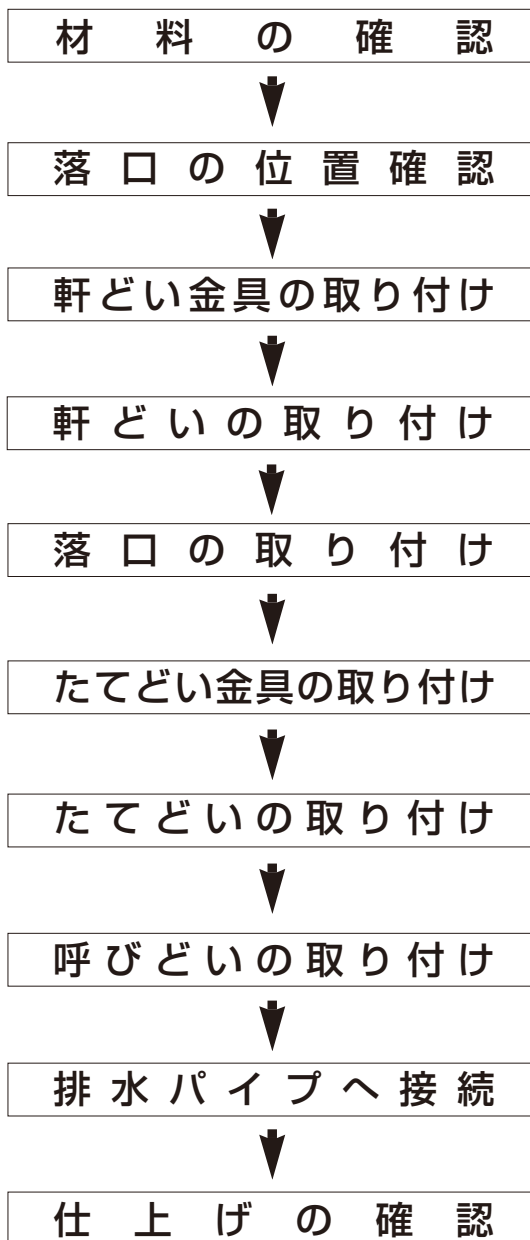 材料の確認
落口の位置確認
軒どい金具の取り付け
軒どいの取り付け
落口の取り付け
たてどい金具の取り付け
たてどいの取り付け
呼びどいの取り付け
排水パイプへ接続
仕上げの確認